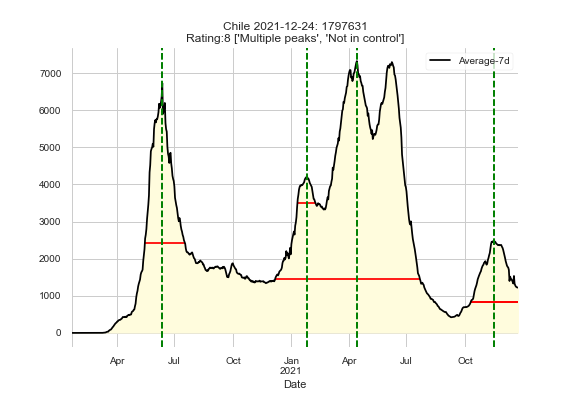 Chile 2021-12-24: 1797631
Rating:8 ['Multiple peaks', 'Not in control']
Average-7d
7000
6000
5000
4000
3000
2000
1000
0
Apr Jul Oct Jan Apr Jul Oct
2021
Date